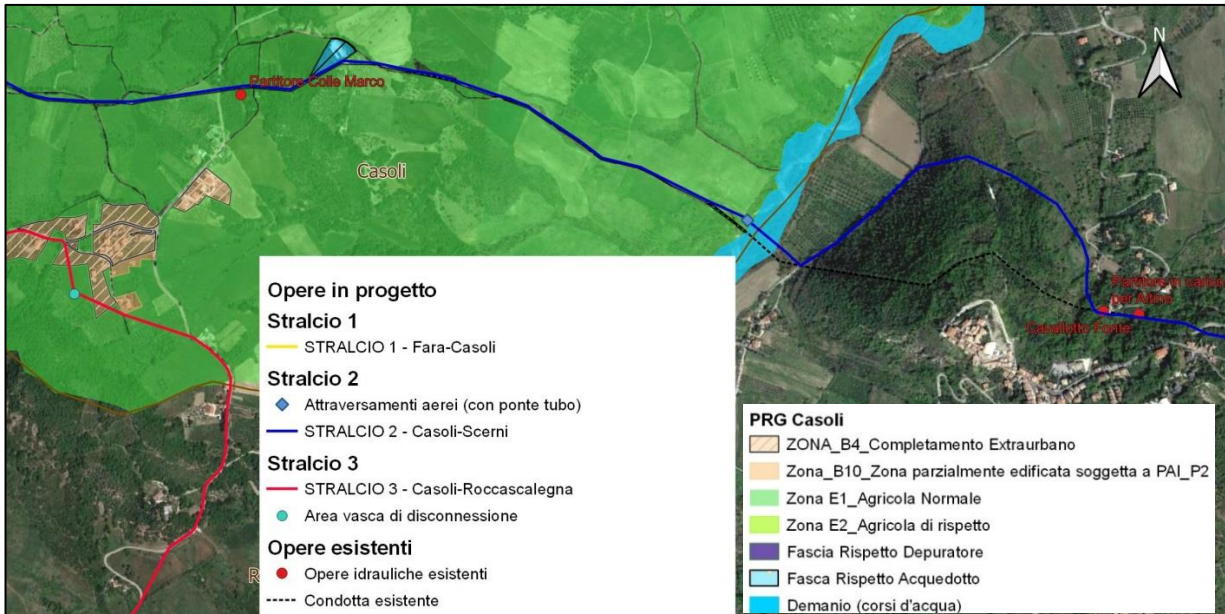 N
Partitore Colle Marco
Casoli
Partitore in carico
per Altino
Casallotto Fonte
R
Opere in progetto
Stralcio 1
STRALCIO 1 - Fara-Casoli
Stralcio 2
Attraversamenti aerei (con ponte tubo)
STRALCIO 2 - Casoli-Scerni
Stralcio 3
STRALCIO 3 - Casoli-Roccascalegna
Area vasca di disconnessione
Opere esistenti
Opere idrauliche esistenti
Condotta esistente
PRG Casoli
ZONA_B4_Completamento Extraurbano
Zona_B10_Zona parzialmente edificata soggetta a PAI_P2
Zona E1_Agricola Normale
Zona E2_Agricola di rispetto
Fascia Rispetto Depuratore
Fasca Rispetto Acquedotto
Demanio (corsi d'acqua)